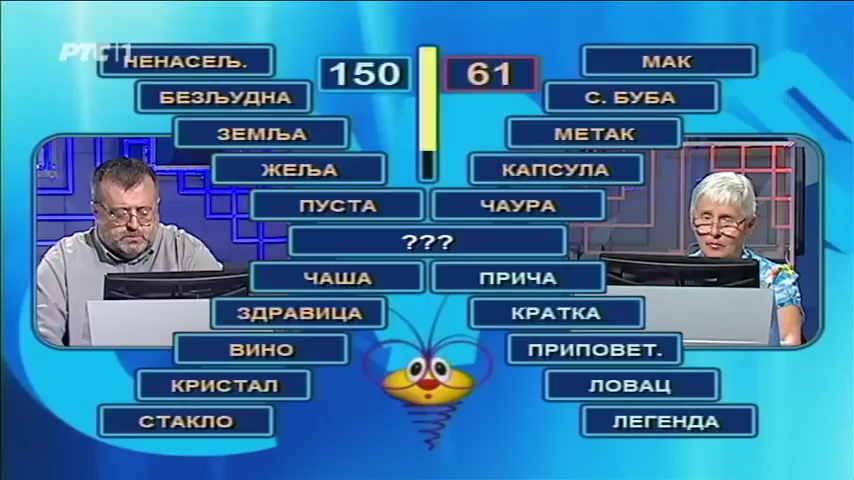 РТС|1
НЕНАСЕЉ.
150
61
МАК
БЕЗЉУДНА
С. БУБА
ЗЕМЉА
МЕТАК
ЖЕЉА
КАПСУЛА
ПУСТА
ЧАУРА
???
ЧАША
ПРИЧА
ЗДРАВИЦА
КРАТКА
ВИНО
ПРИПОВЕТ.
КРИСТАЛ
ЛОВАЦ
СТАКЛО
ЛЕГЕНДА